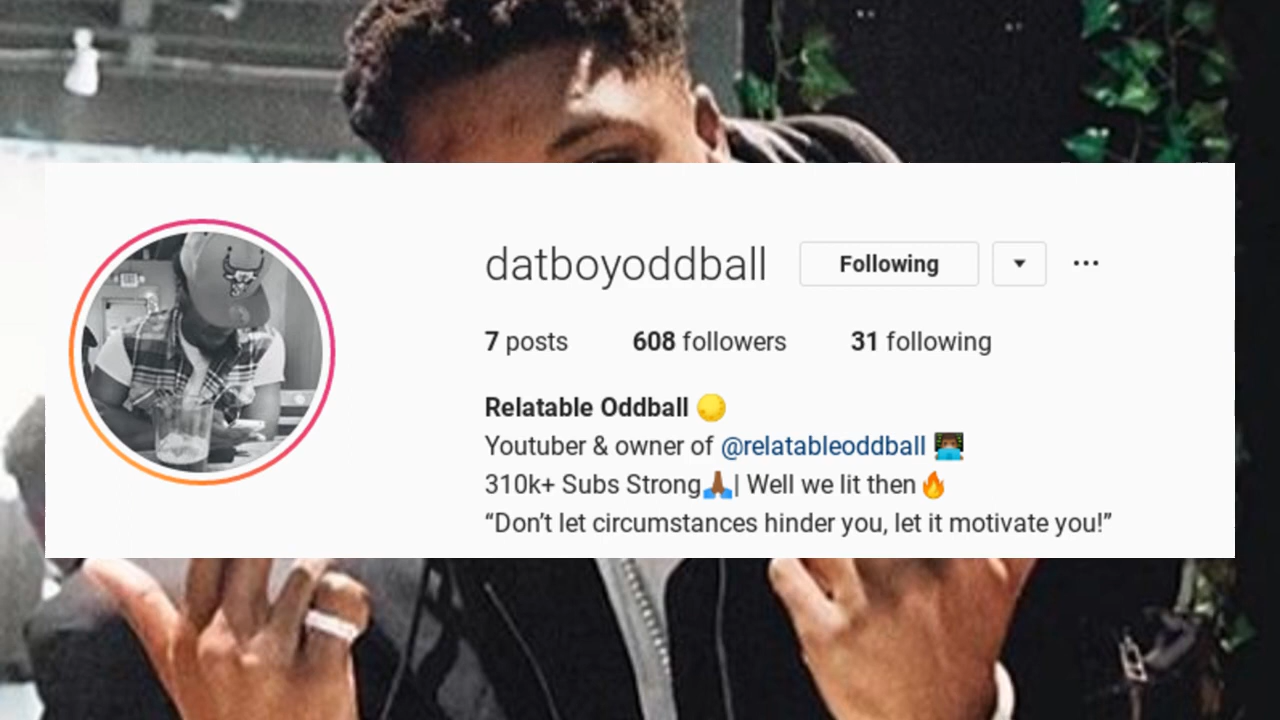 datboyoddball Following
7 posts 608 followers 31 following
Relatable Oddball 🌕
Youtuber & owner of @relatableoddball 👨🏾‍💻
310k+ Subs Strong🙏🏾| Well we lit then🔥
“Don’t let circumstances hinder you, let it motivate you!”